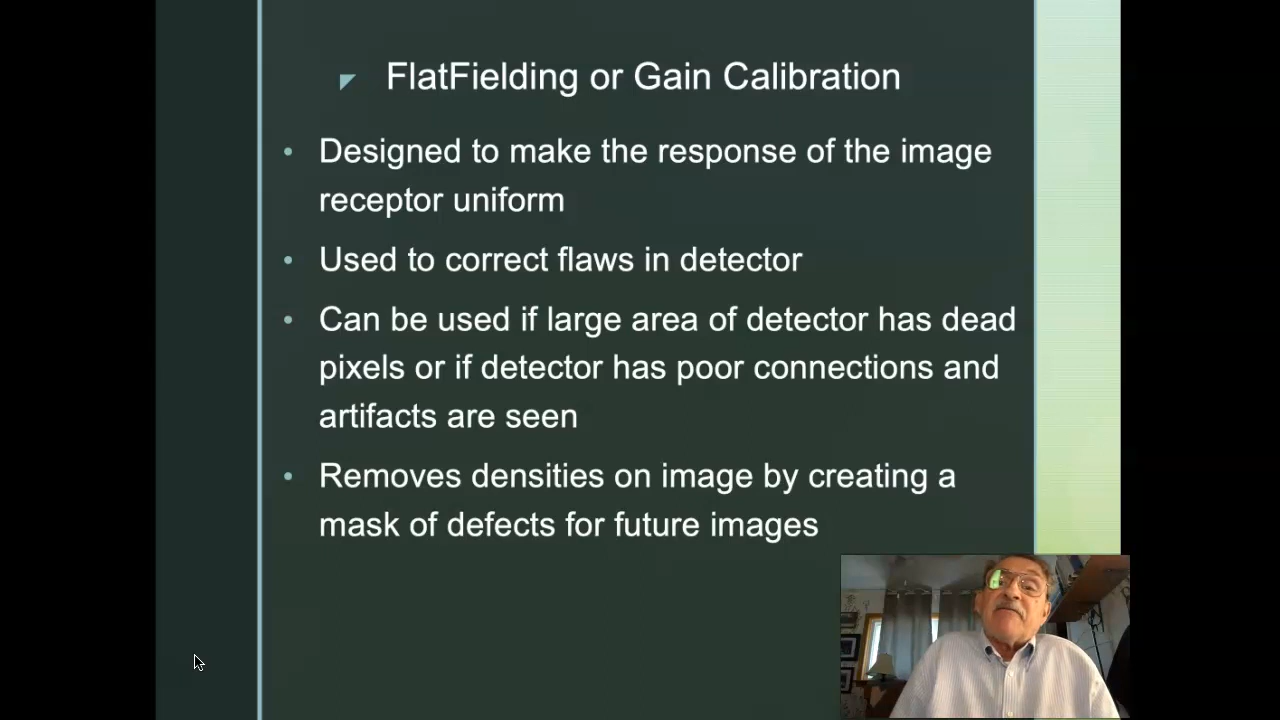 FlatFielding or Gain Calibration
• Designed to make the response of the image
receptor uniform
• Used to correct flaws in detector
• Can be used if large area of detector has dead
pixels or if detector has poor connections and
artifacts are seen
• Removes densities on image by creating a
mask of defects for future images